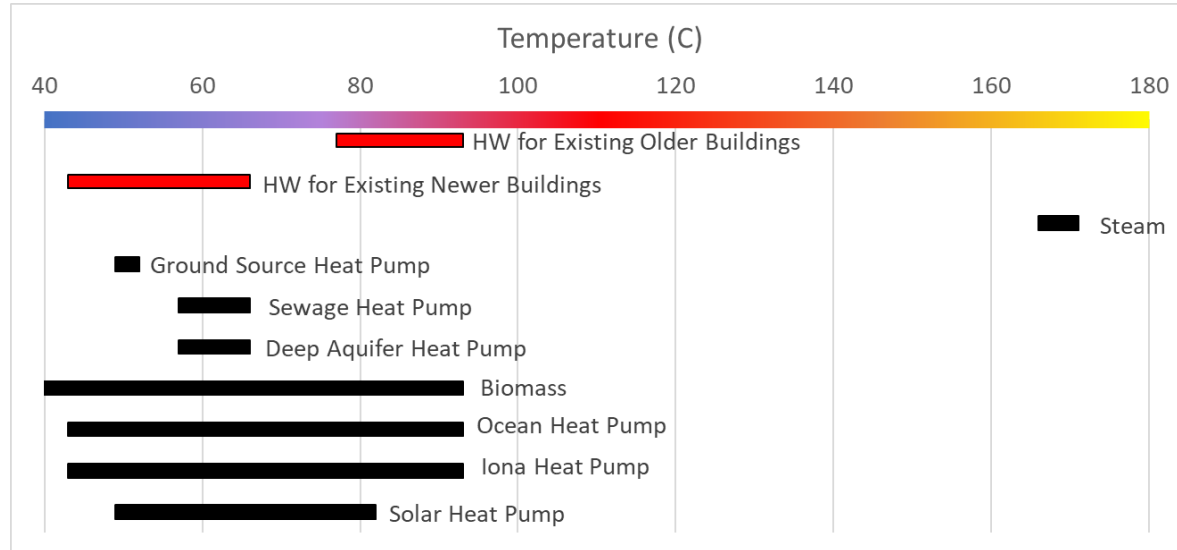 Temperature (C)
40 60 80 100 120 140 160 180
HW for Existing Older Buildings
HW for Existing Newer Buildings
Steam
Ground Source Heat Pump
Sewage Heat Pump
Deep Aquifer Heat Pump
Biomass
Ocean Heat Pump
Iona Heat Pump
Solar Heat Pump